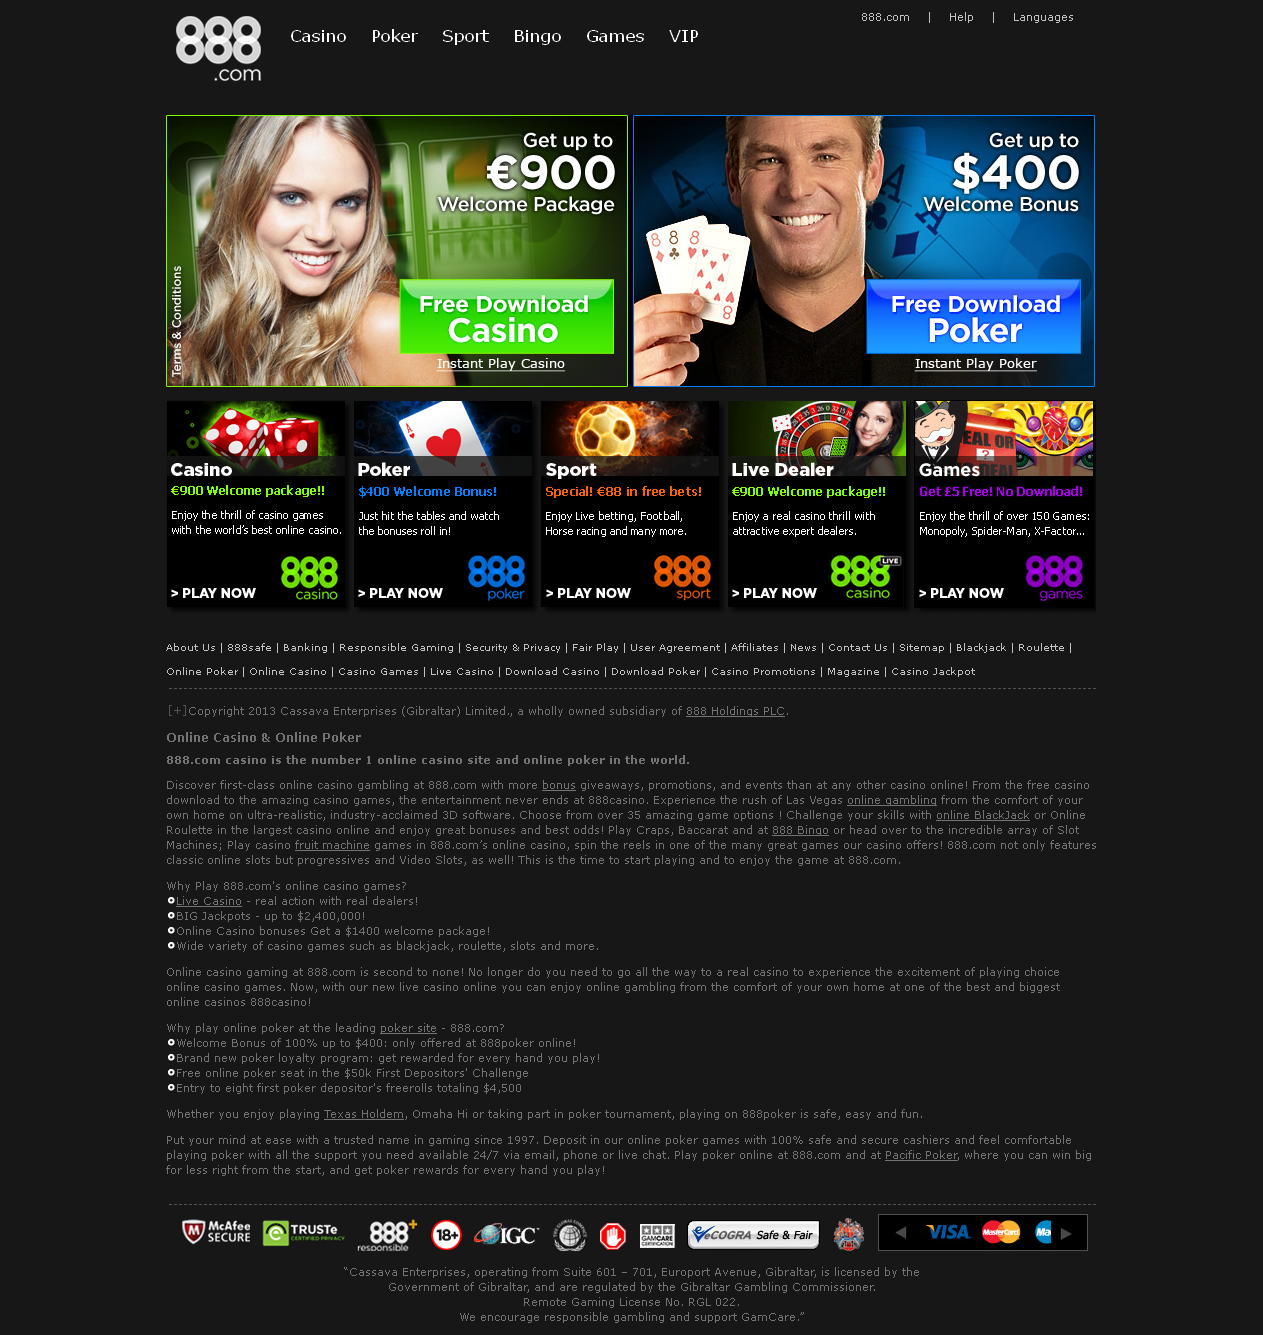 888.com | Help | Languages
888
.com
Casino Poker Sport Bingo Games VIP
Get up to
€900
Welcome Package
Free Download
Casino
Instant Play Casino
Terms & Conditions
Get up to
$400
Welcome Bonus
Free Download
Poker
Instant Play Poker
Casino
€900 Welcome package!!
Enjoy the thrill of casino games
with the world's best online casino.
> PLAY NOW
888
casino
Poker
$400 Welcome Bonus!
Just hit the tables and watch
the bonuses roll in!
> PLAY NOW
888
poker
Sport
Special! €88 in free bets!
Enjoy Live betting, Football,
Horse racing and many more.
> PLAY NOW
888
sport
Live Dealer
€900 Welcome package!!
Enjoy a real casino thrill with
attractive expert dealers.
> PLAY NOW
888 LIVE
casino
DEAL OR
DEAL
Games
Get £5 Free! No Download!
Enjoy the thrill of over 150 Games:
Monopoly, Spider-Man, X-Factor...
> PLAY NOW
888
games
About Us | 888safe | Banking | Responsible Gaming | Security & Privacy | Fair Play | User Agreement | Affiliates | News | Contact Us | Sitemap | Blackjack | Roulette |
Online Poker | Online Casino | Casino Games | Live Casino | Download Casino | Download Poker | Casino Promotions | Magazine | Casino Jackpot
[+]Copyright 2013 Cassava Enterprises (Gibraltar) Limited., a wholly owned subsidiary of 888 Holdings PLC.
Online Casino & Online Poker
888.com casino is the number 1 online casino site and online poker in the world.
Discover first-class online casino gambling at 888.com with more bonus giveaways, promotions, and events than at any other casino online! From the free casino
download to the amazing casino games, the entertainment never ends at 888casino. Experience the rush of Las Vegas online gambling from the comfort of your
own home on ultra-realistic, industry-acclaimed 3D software. Choose from over 35 amazing game options ! Challenge your skills with online BlackJack or Online
Roulette in the largest casino online and enjoy great bonuses and best odds! Play Craps, Baccarat and at 888 Bingo or head over to the incredible array of Slot
Machines; Play casino fruit machine games in 888.com's online casino, spin the reels in one of the many great games our casino offers! 888.com not only features
classic online slots but progressives and Video Slots, as well! This is the time to start playing and to enjoy the game at 888.com.
Why Play 888.com's online casino games?
Live Casino - real action with real dealers!
BIG Jackpots - up to $2,400,000!
Online Casino bonuses Get a $1400 welcome package!
Wide variety of casino games such as blackjack, roulette, slots and more.
Online casino gaming at 888.com is second to none! No longer do you need to go all the way to a real casino to experience the excitement of playing choice
online casino games. Now, with our new live casino online you can enjoy online gambling from the comfort of your own home at one of the best and biggest
online casinos 888casino!
Why play online poker at the leading poker site - 888.com?
Welcome Bonus of 100% up to $400: only offered at 888poker online!
Brand new poker loyalty program: get rewarded for every hand you play!
Free online poker seat in the $50k First Depositors' Challenge
Entry to eight first poker depositor's freerolls totaling $4,500
Whether you enjoy playing Texas Holdem, Omaha Hi or taking part in poker tournament, playing on 888poker is safe, easy and fun.
Put your mind at ease with a trusted name in gaming since 1997. Deposit in our online poker games with 100% safe and secure cashiers and feel comfortable
playing poker with all the support you need available 24/7 via email, phone or live chat. Play poker online at 888.com and at Pacific Poker, where you can win big
for less right from the start, and get poker rewards for every hand you play!
McAfee
SECURE
TRUSTe
CERTIFIED PRIVACY
888+
responsible
18+
IGC
GAMCARE
CERTIFICATION
eCOGRA Safe & Fair
VISA
MasterCard
Ma
"Cassava Enterprises, operating from Suite 601 – 701, Europort Avenue, Gibraltar, is licensed by the
Government of Gibraltar, and are regulated by the Gibraltar Gambling Commissioner.
Remote Gaming License No. RGL 022.
We encourage responsible gambling and support GamCare."